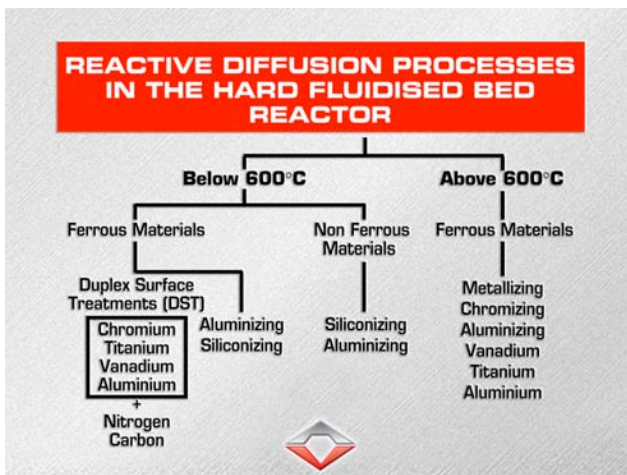 REACTIVE DIFFUSION PROCESSES
IN THE HARD FLUIDISED BED
REACTOR
Below 600°C
Above 600°C
Ferrous Materials
Non Ferrous
Materials
Ferrous Materials
Duplex Surface
Treatments (DST)
Chromium
Titanium
Vanadium
Aluminium
+
Nitrogen
Carbon
Aluminizing
Siliconizing
Siliconizing
Aluminizing
Metallizing
Chromizing
Aluminizing
Vanadium
Titanium
Aluminium